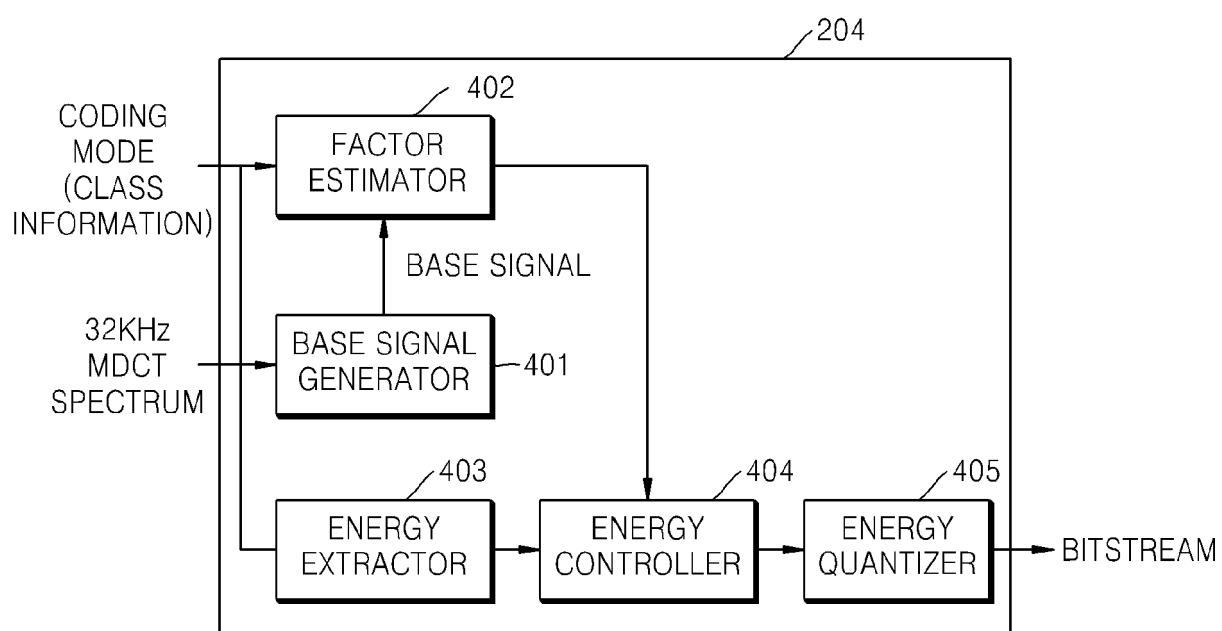 204
CODING
MODE
(CLASS
INFORMATION)
402
FACTOR
ESTIMATOR
BASE SIGNAL
32KHz
MDCT
SPECTRUM
BASE SIGNAL
GENERATOR
401
403
ENERGY
EXTRACTOR
404
ENERGY
CONTROLLER
405
ENERGY
QUANTIZER
BITSTREAM